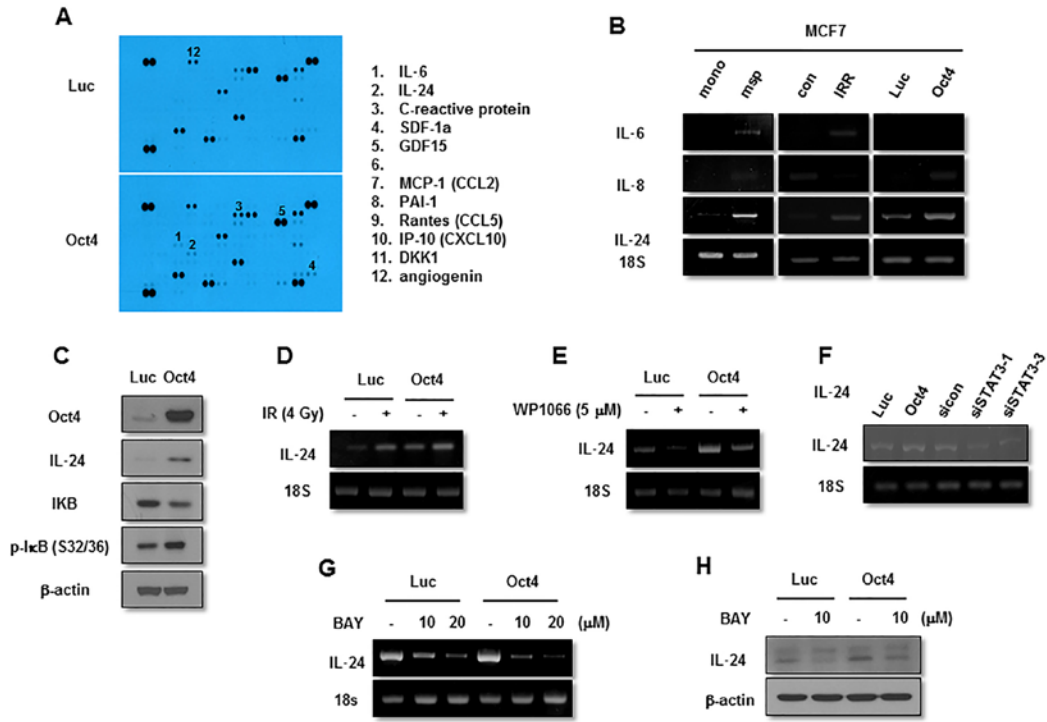 A
Luc
12
Oct4
3
5
1
2
4
1. IL-6
2. IL-24
3. C-reactive protein
4. SDF-1a
5. GDF15
6.
7. MCP-1 (CCL2)
8. PAI-1
9. Rantes (CCL5)
10. IP-10 (CXCL10)
11. DKK1
12. angiogenin
B
MCF7
mono msp con IRR Luc Oct4
IL-6
IL-8
IL-24
18S
C
Luc Oct4
Oct4
IL-24
IKB
p-IκB (S32/36)
β-actin
D
Luc Oct4
IR (4 Gy) - + - +
IL-24
18S
E
Luc Oct4
WP1066 (5 μM) - + - +
IL-24
18S
F
IL-24
Luc Oct4 sicon siSTAT3-1 siSTAT3-3
IL-24
18S
G
Luc Oct4
BAY - 10 20 - 10 20 (μM)
IL-24
18s
H
Luc Oct4
BAY - 10 - 10 (μM)
IL-24
β-actin